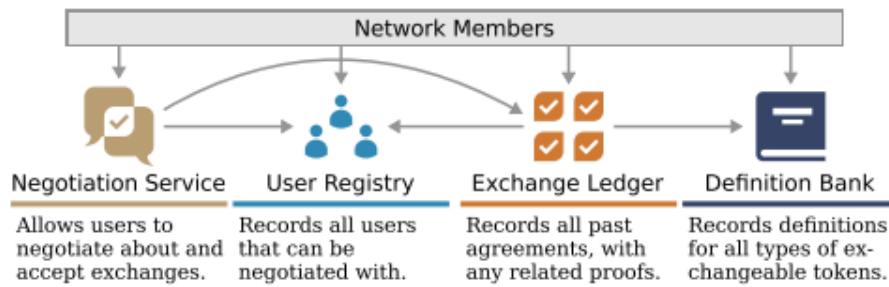 Network Members
Negotiation Service
Allows users to
negotiate about and
accept exchanges.
User Registry
Records all users
that can be
negotiated with.
Exchange Ledger
Records all past
agreements, with
any related proofs.
Definition Bank
Records definitions
for all types of ex-
changeable tokens.